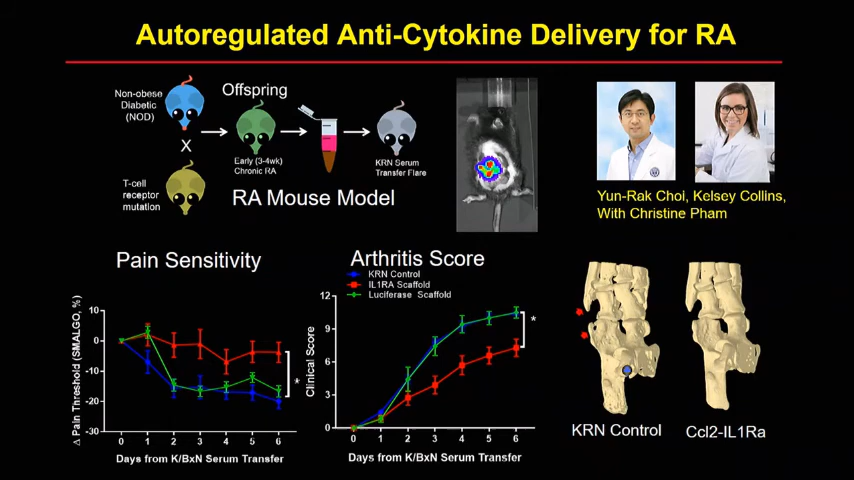 Autoregulated Anti-Cytokine Delivery for RA
Non-obese
Diabetic
(NOD)
X
T-cell
receptor
mutation
Offspring
Early (3-4wk)
Chronic RA
KRN Serum
Transfer Flare
RA Mouse Model
Yun-Rak Choi, Kelsey Collins,
With Christine Pham
Pain Sensitivity
Δ Pain Threshold (SMALGO, %)
10
0
-10
-20
-30
*
0 1 2 3 4 5 6
Days from K/BxN Serum Transfer
Arthritis Score
KRN Control
IL1RA Scaffold
Luciferase Scaffold
Clinical Score
12
9
6
3
0
*
0 1 2 3 4 5 6
Days from K/BxN Serum Transfer
KRN Control
Ccl2-IL1Ra